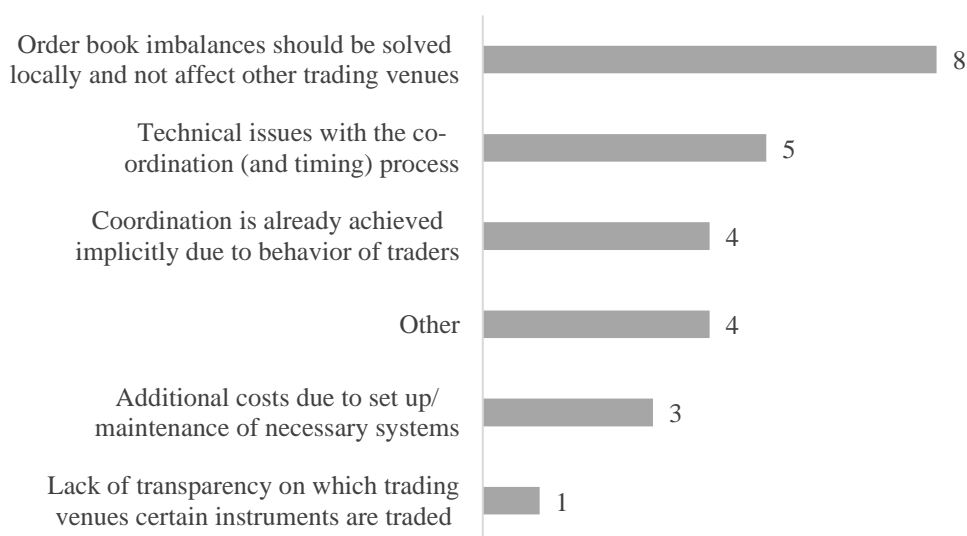 Order book imbalances should be solved
locally and not affect other trading venues
8
Technical issues with the co-
ordination (and timing) process
5
Coordination is already achieved
implicitly due to behavior of traders
4
Other
4
Additional costs due to set up/
maintenance of necessary systems
3
Lack of transparency on which trading
venues certain instruments are traded
1